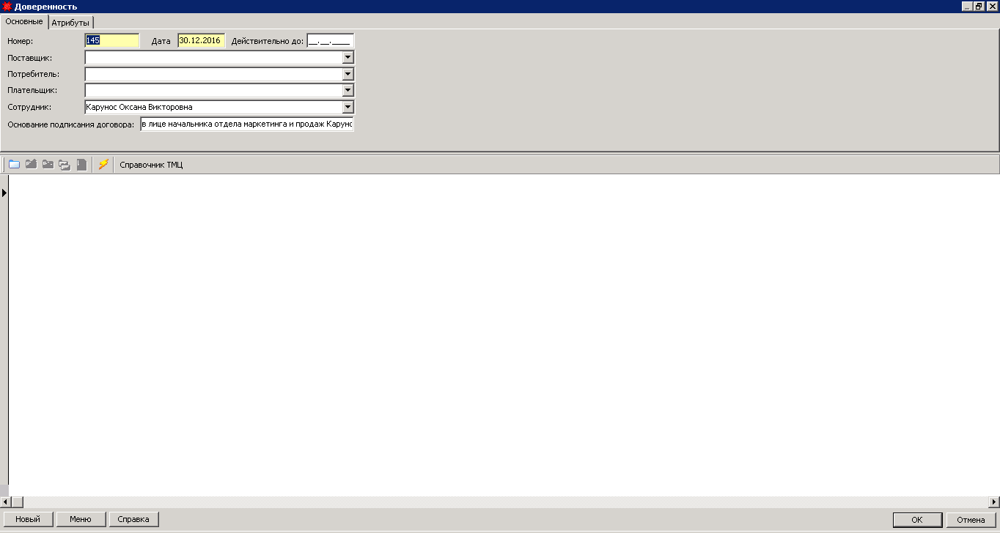 Доверенность
Основные Атрибуты
Номер: 145 Дата 30.12.2016 Действительно до: __.__.____
Поставщик:
Потребитель:
Плательщик:
Сотрудник: Карунос Оксана Викторовна
Основание подписания договора: в лице начальника отдела маркетинга и продаж Карунс
Справочник ТМЦ
Новый Меню Справка OK Отмена